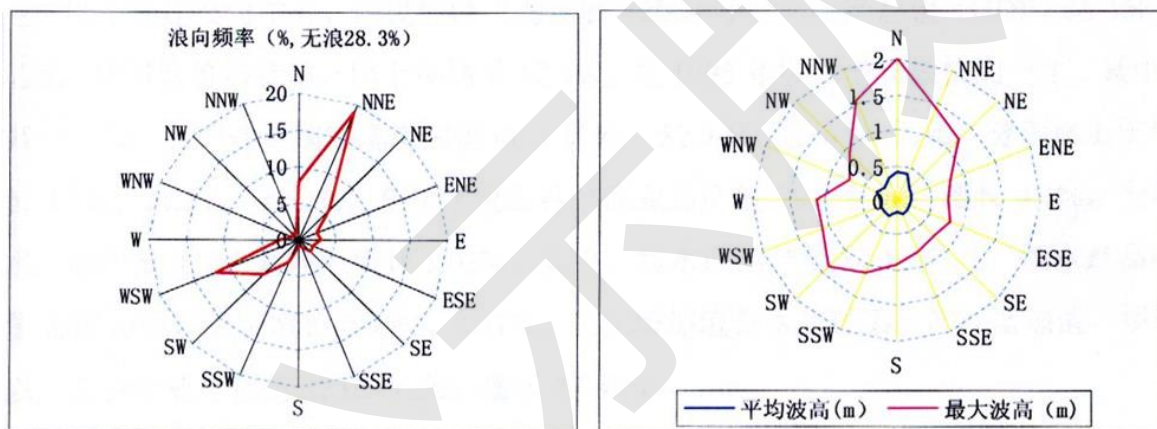 浪向频率（%,无浪28.3%）
N
NNE
NE
ENE
E
ESE
SE
SSE
S
SSW
SW
WSW
W
WNW
NW
NNW
20
15
10
5
0
N
NNE
NE
ENE
E
ESE
SE
SSE
S
SSW
SW
WSW
W
WNW
NW
NNW
2
1.5
1
0.5
0
平均波高(m)
最大波高（m)